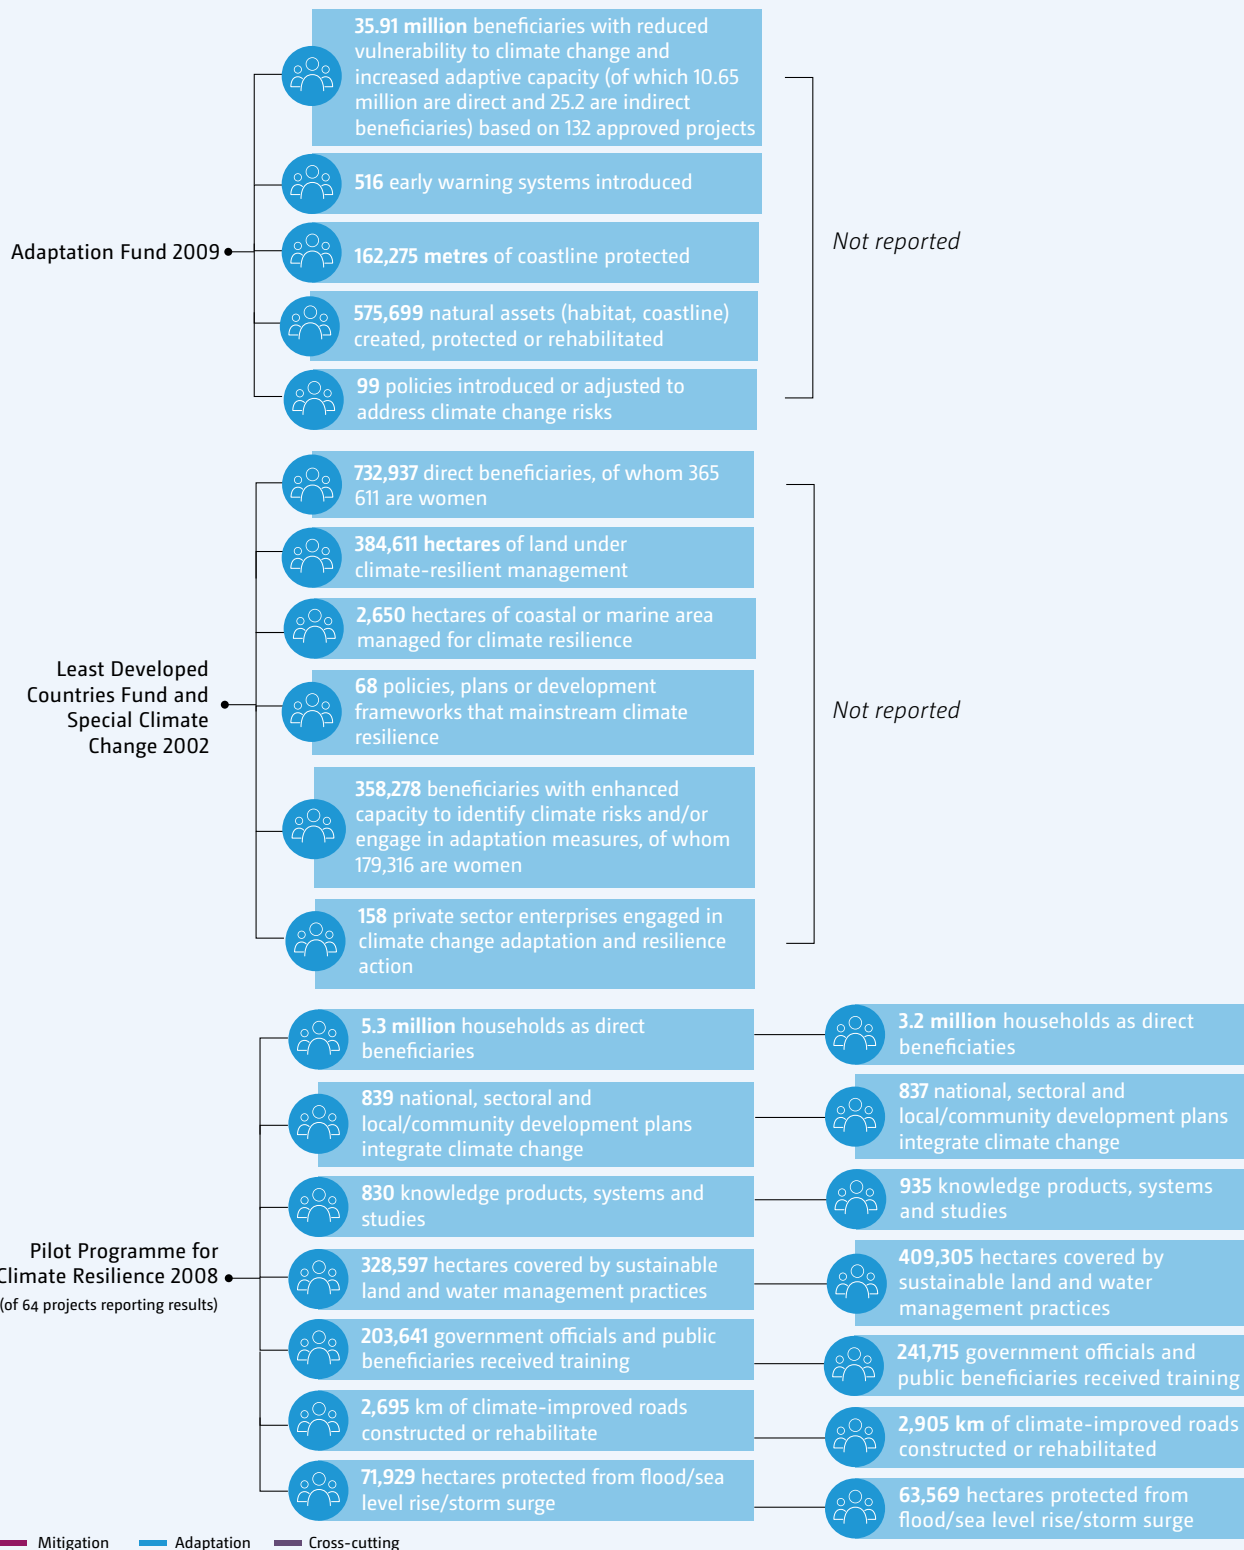 35.91 million beneficiaries with reduced
vulnerability to climate change and
increased adaptive capacity (of which 10.65
million are direct and 25.2 are indirect
beneficiaries) based on 132 approved projects
516 early warning systems introduced
Adaptation Fund 2009
162,275 metres of coastline protected
Not reported
575,699 natural assets (habitat, coastline)
created, protected or rehabilitated
99 policies introduced or adjusted to
address climate change risks
732,937 direct beneficiaries, of whom 365
611 are women
384,611 hectares of land under
climate-resilient management
2,650 hectares of coastal or marine area
managed for climate resilience
Least Developed
Countries Fund and
Special Climate
Change 2002
68 policies, plans or development
frameworks that mainstream climate
resilience
Not reported
358,278 beneficiaries with enhanced
capacity to identify climate risks and/or
engage in adaptation measures, of whom
179,316 are women
158 private sector enterprises engaged in
climate change adaptation and resilience
action
5.3 million households as direct
beneficiaries
3.2 million households as direct
beneficiaties
839 national, sectoral and
local/community development plans
integrate climate change
837 national, sectoral and
local/community development plans
integrate climate change
830 knowledge products, systems and
studies
935 knowledge products, systems
and studies
Pilot Programme for
Climate Resilience 2008
(of 64 projects reporting results)
328,597 hectares covered by sustainable
land and water management practices
409,305 hectares covered by
sustainable land and water
management practices
203,641 government officials and public
beneficiaries received training
241,715 government officials and
public beneficiaries received training
2,695 km of climate-improved roads
constructed or rehabilitate
2,905 km of climate-improved roads
constructed or rehabilitated
71,929 hectares protected from flood/sea
level rise/storm surge
63,569 hectares protected from
flood/sea level rise/storm surge
Mitigation Adaptation Cross-cutting